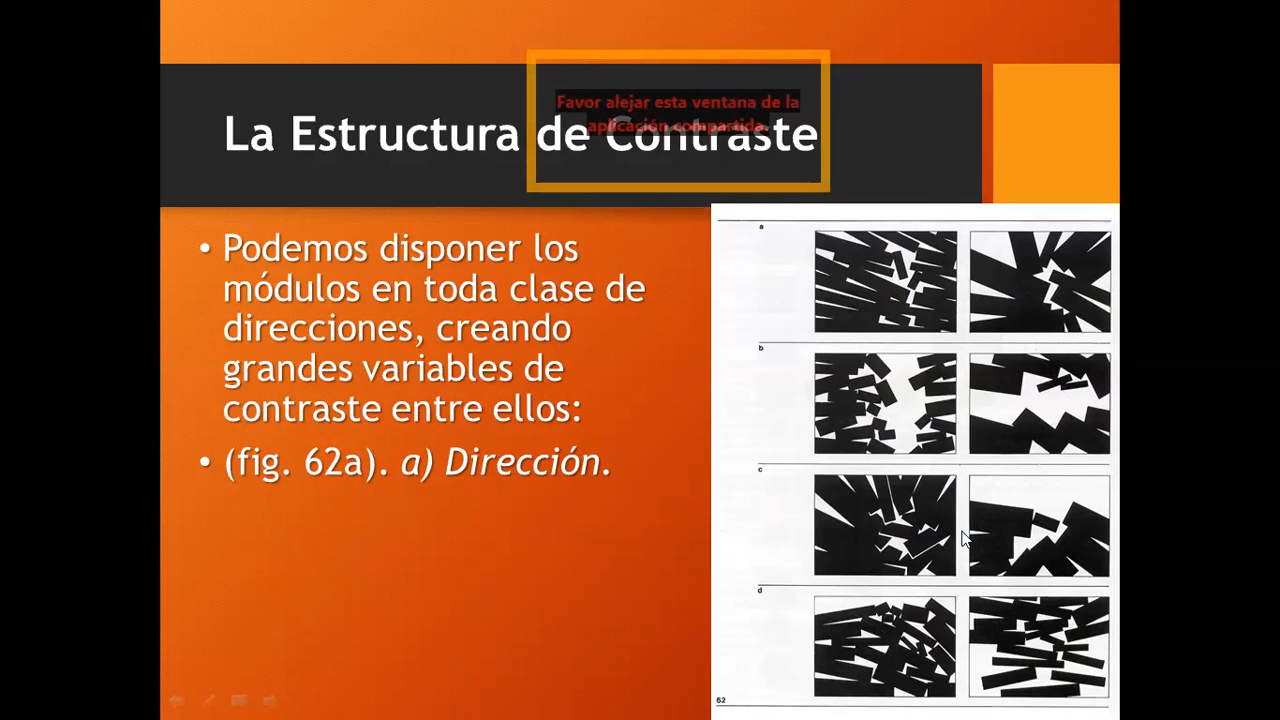 Favor alejar esta ventana de la
aplicación compartida.
La Estructura de Contraste
• Podemos disponer los
módulos en toda clase de
direcciones, creando
grandes variables de
contraste entre ellos:
• (fig. 62a). a) Dirección.
a
b
c
d
62